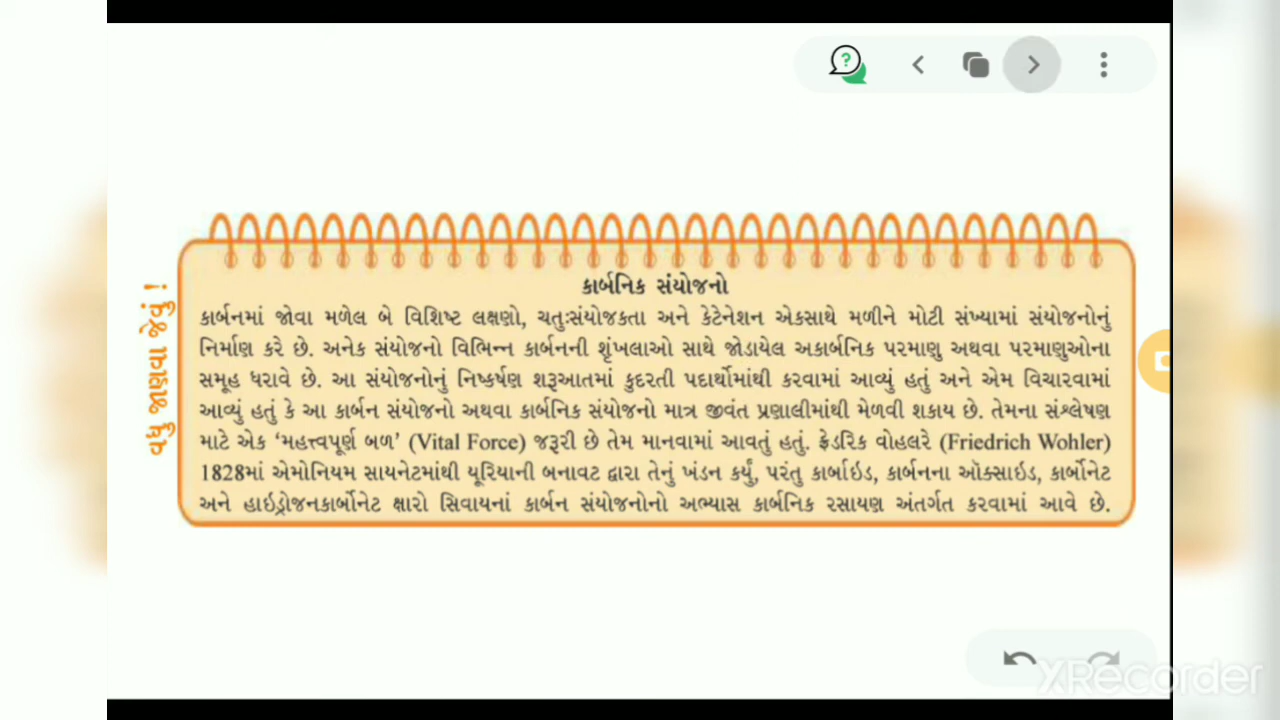 કાર્બનિક સંયોજનો
કાર્બનમાં જોવા મળેલ બે વિશિષ્ટ લક્ષણો, ચતુઃસંયોજકતા અને કેટેનેશન એકસાથે મળીને મોટી સંખ્યામાં સંયોજનોનું
નિર્માણ કરે છે. અનેક સંયોજનો વિભિન્ન કાર્બનની શૃંખલાઓ સાથે જોડાયેલ અકાર્બનિક પરમાણુ અથવા પરમાણુઓના
સમૂહ ધરાવે છે. આ સંયોજનોનું નિષ્કર્ષણ શરૂઆતમાં કુદરતી પદાર્થોમાંથી કરવામાં આવ્યું હતું અને એમ વિચારવામાં
આવ્યું હતું કે આ કાર્બન સંયોજનો અથવા કાર્બનિક સંયોજનો માત્ર જીવંત પ્રણાલીમાંથી મેળવી શકાય છે. તેમના સંશ્લેષણ
માટે એક ‘મહત્ત્વપૂર્ણ બળ’ (Vital Force) જરૂરી છે તેમ માનવામાં આવતું હતું. ફ્રેડરિક વોહલરે (Friedrich Wohler)
1828માં એમોનિયમ સાયનેટમાંથી યૂરિયાની બનાવટ દ્વારા તેનું ખંડન કર્યું, પરંતુ કાર્બાઇડ, કાર્બનના ઑક્સાઇડ, કાર્બોનેટ
અને હાઇડ્રોજનકાર્બોનેટ ક્ષારો સિવાયનાં કાર્બન સંયોજનોનો અભ્યાસ કાર્બનિક રસાયણ અંતર્ગત કરવામાં આવે છે.
વધુ જાણવા જેવું !
XRecorder